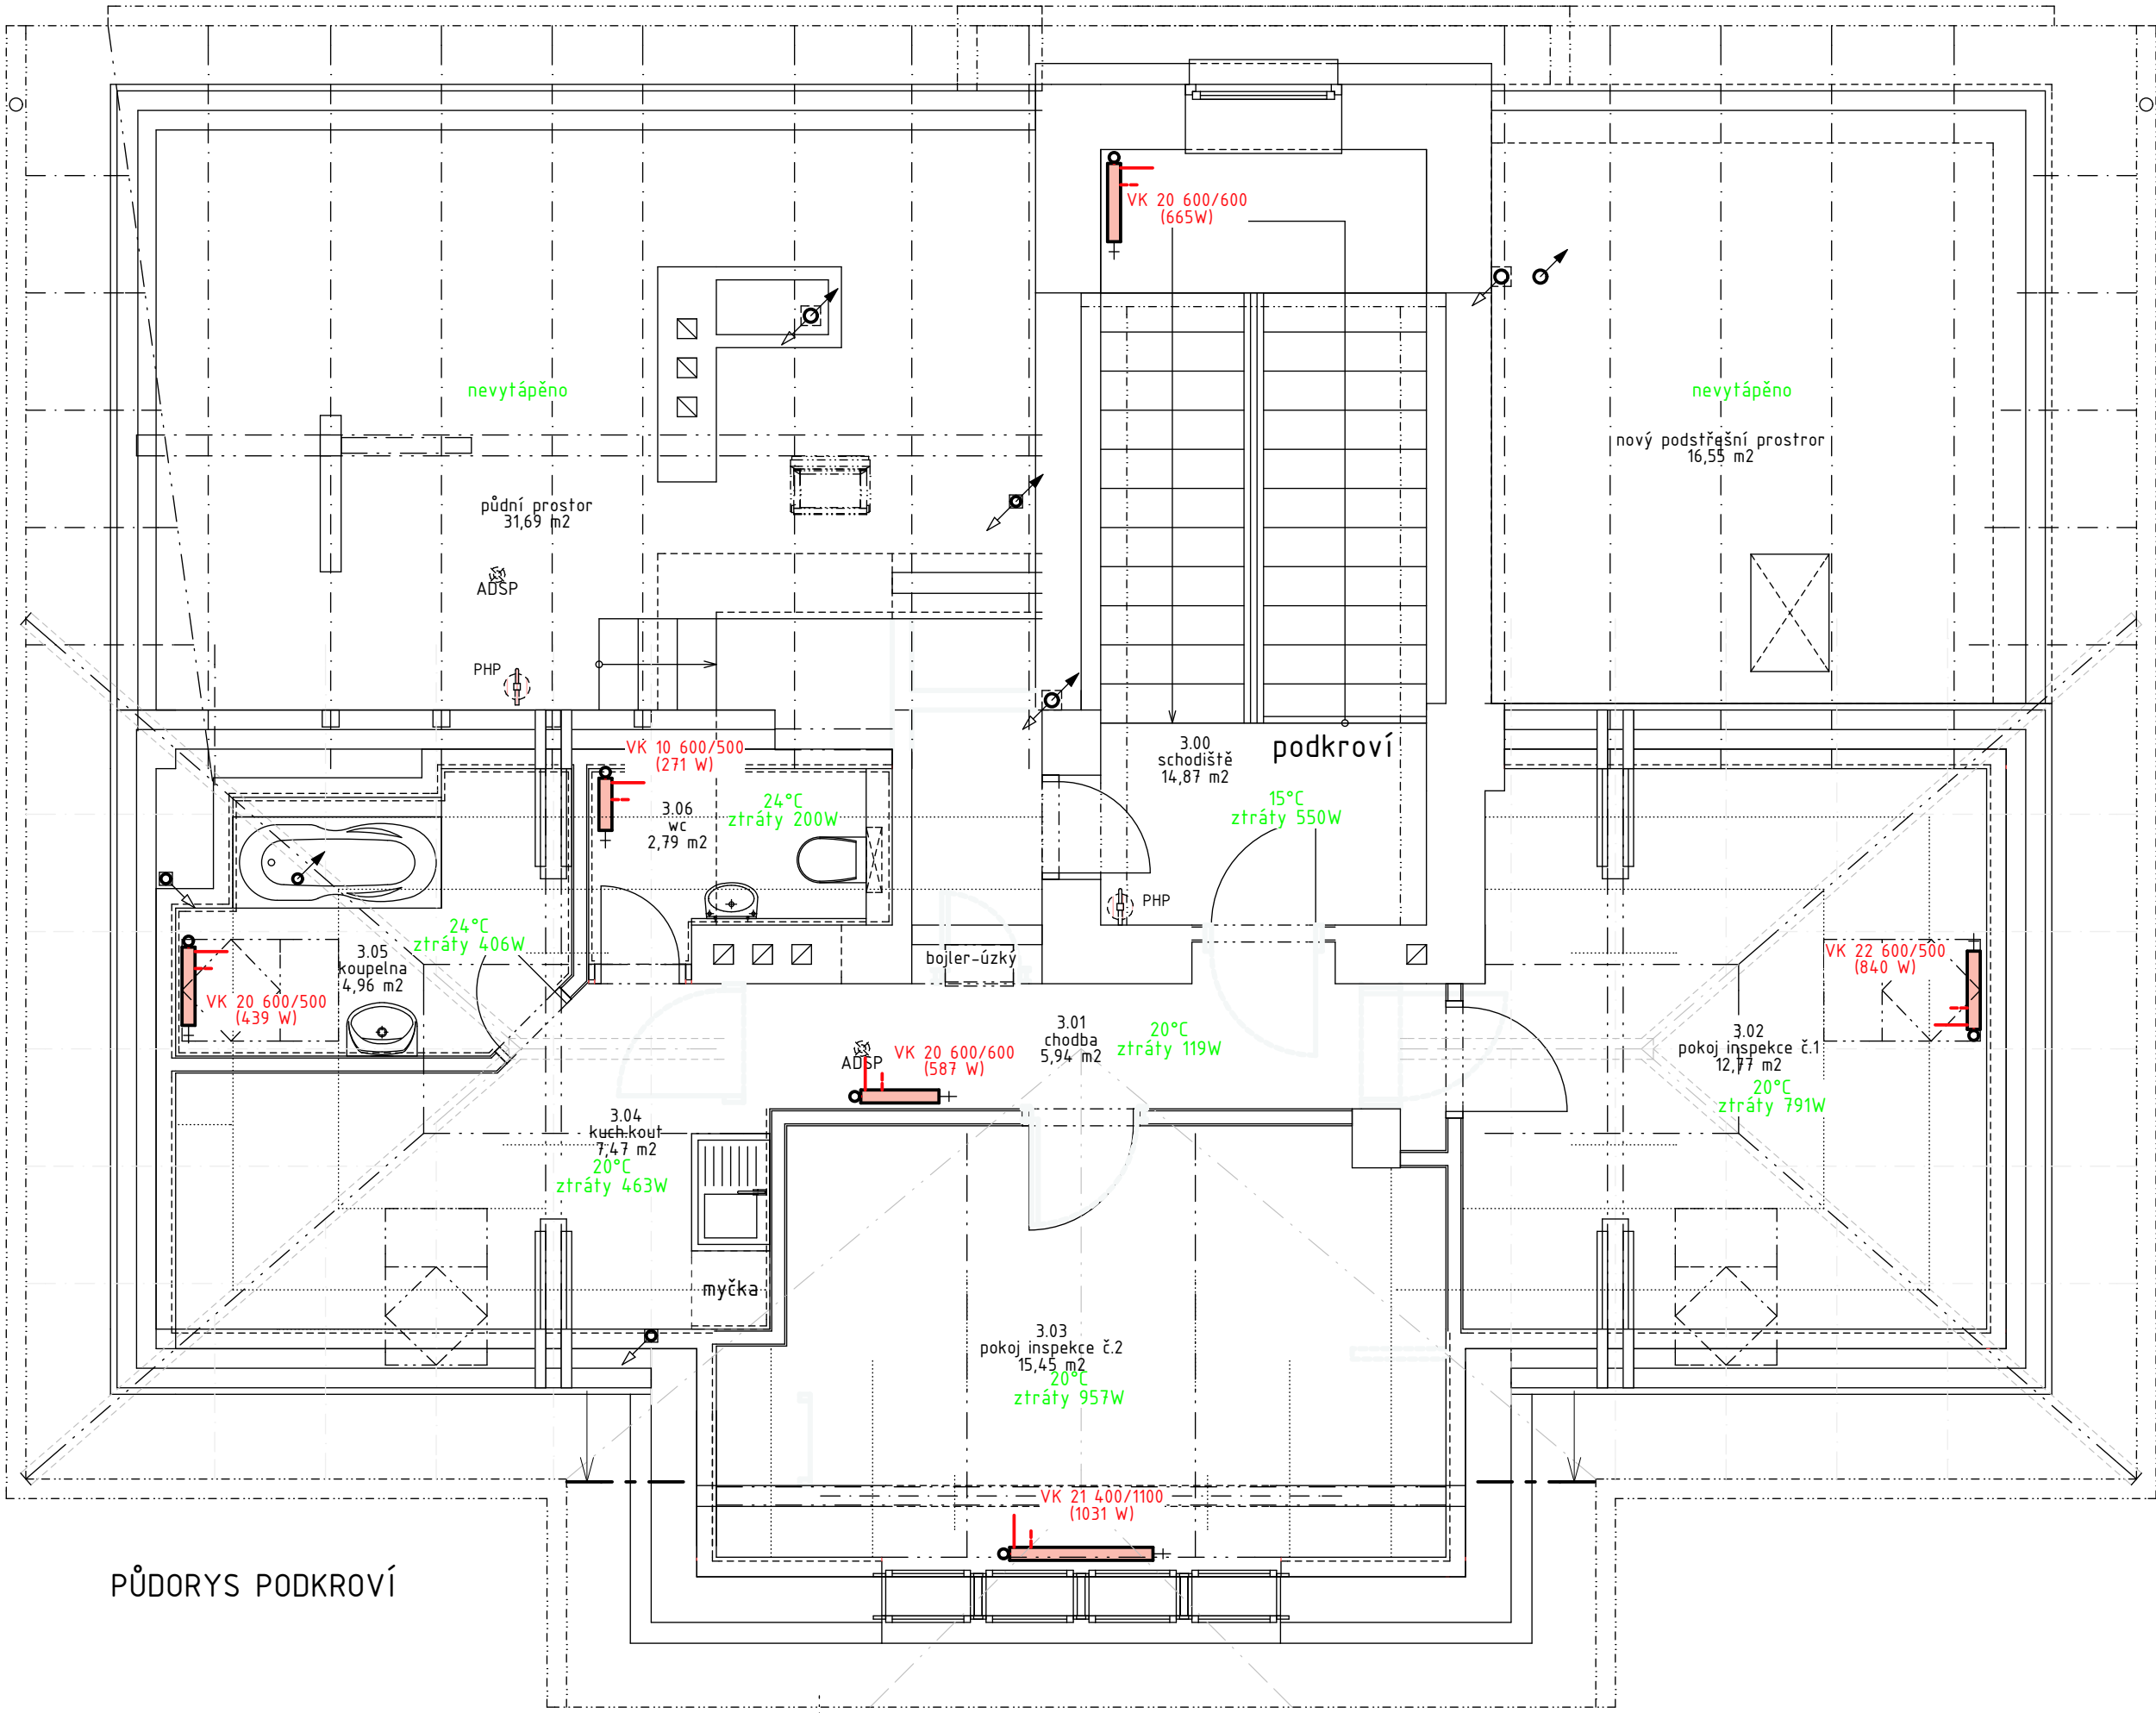 VK 20 600/600
(665W)
nevytápěno
nevytápěno
nový podstřešní prostror
16,55 m2
půdní prostor
31,69 m2
ADSP
PHP
VK 10 600/500
(271 W)
3.00
schodiště
14,87 m2
podkroví
3.06
wc
2,79 m2
24°C
ztráty 200W
15°C
ztráty 550W
PHP
24°C
ztráty 406W
3.05
koupelna
4,96 m2
VK 20 600/500
(439 W)
bojler-úzký
VK 22 600/500
(840 W)
3.01
chodba
5,94 m2
20°C
ztráty 119W
3.02
pokoj inspekce č.1
12,77 m2
20°C
ztráty 791W
ADSP
VK 20 600/600
(587 W)
3.04
kuch.kout
7,47 m2
20°C
ztráty 463W
myčka
3.03
pokoj inspekce č.2
15,45 m2
20°C
ztráty 957W
VK 21 400/1100
(1031 W)
PŮDORYS PODKROVÍ